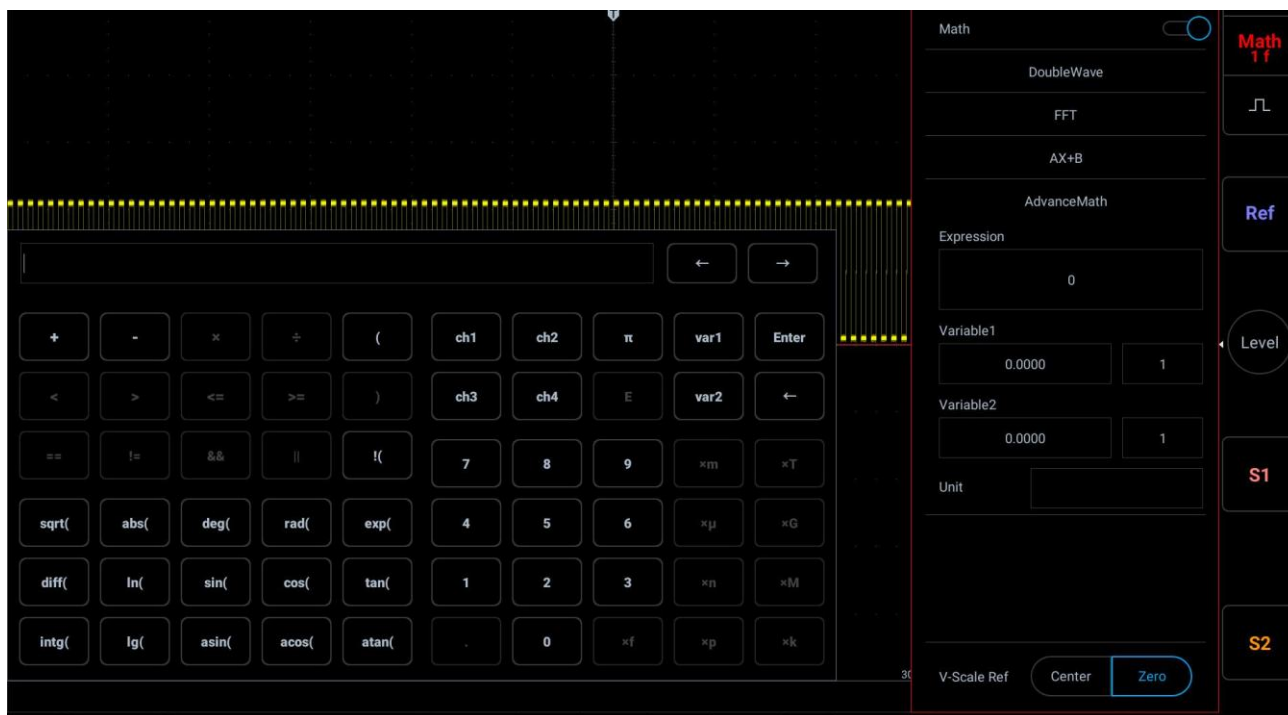 T
Math
Math
1 f
DoubleWave
FFT
AX+B
AdvanceMath
Ref
Expression
0
← →
+ - × ÷ ( ch1 ch2 π var1 Enter
Variable1
0.0000 1
Level
< > <= >= ) ch3 ch4 E var2 ←
Variable2
0.0000 1
== != && || !( 7 8 9 ×m ×T
Unit
S1
sqrt( abs( deg( rad( exp( 4 5 6 ×μ ×G
diff( ln( sin( cos( tan( 1 2 3 ×n ×M
intg( lg( asin( acos( atan( . 0 ×f ×p ×k
S2
30
V-Scale Ref Center Zero